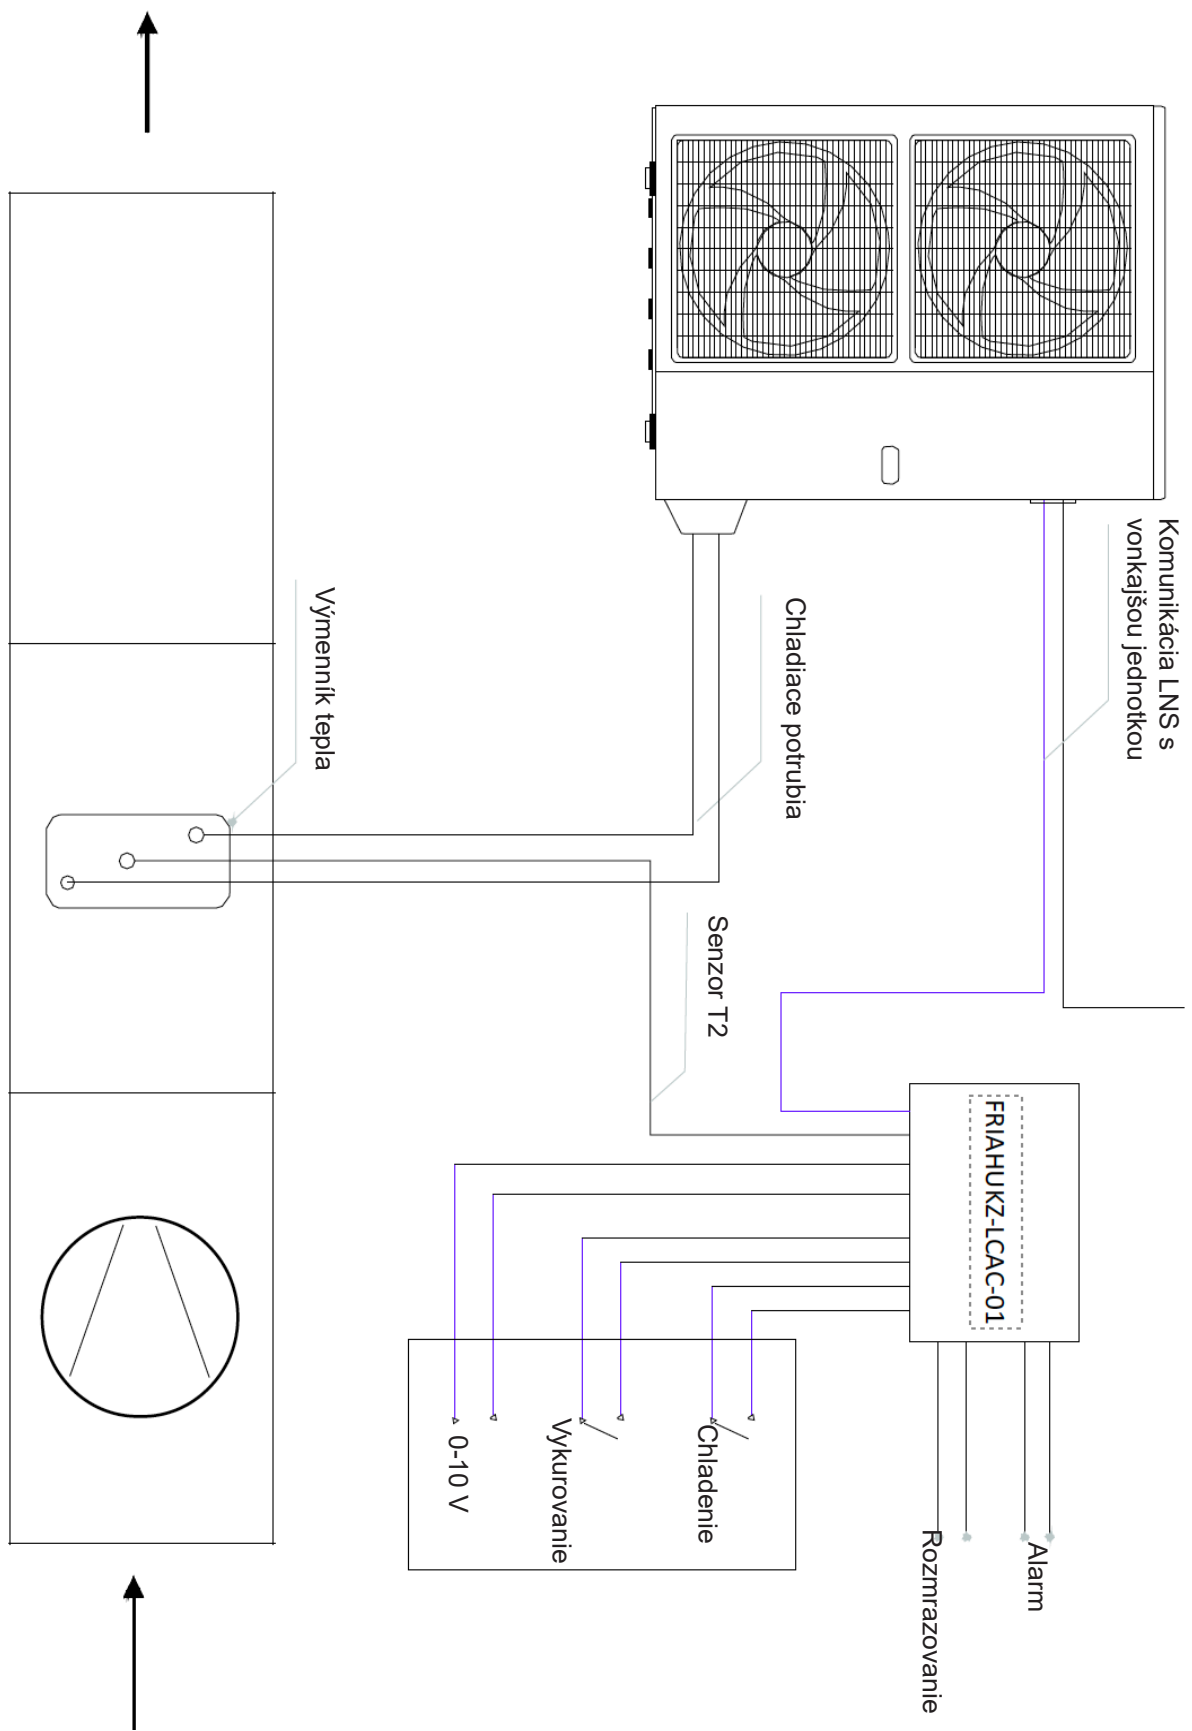 Komunikácia LNS s
vonkajšou jednotkou
Chladiace potrubia
Výmenník tepla
Senzor T2
FRIAHUKZ-LCAC-01
Alarm
Rozmrazovanie
Chladenie
Vykurovanie
0-10 V